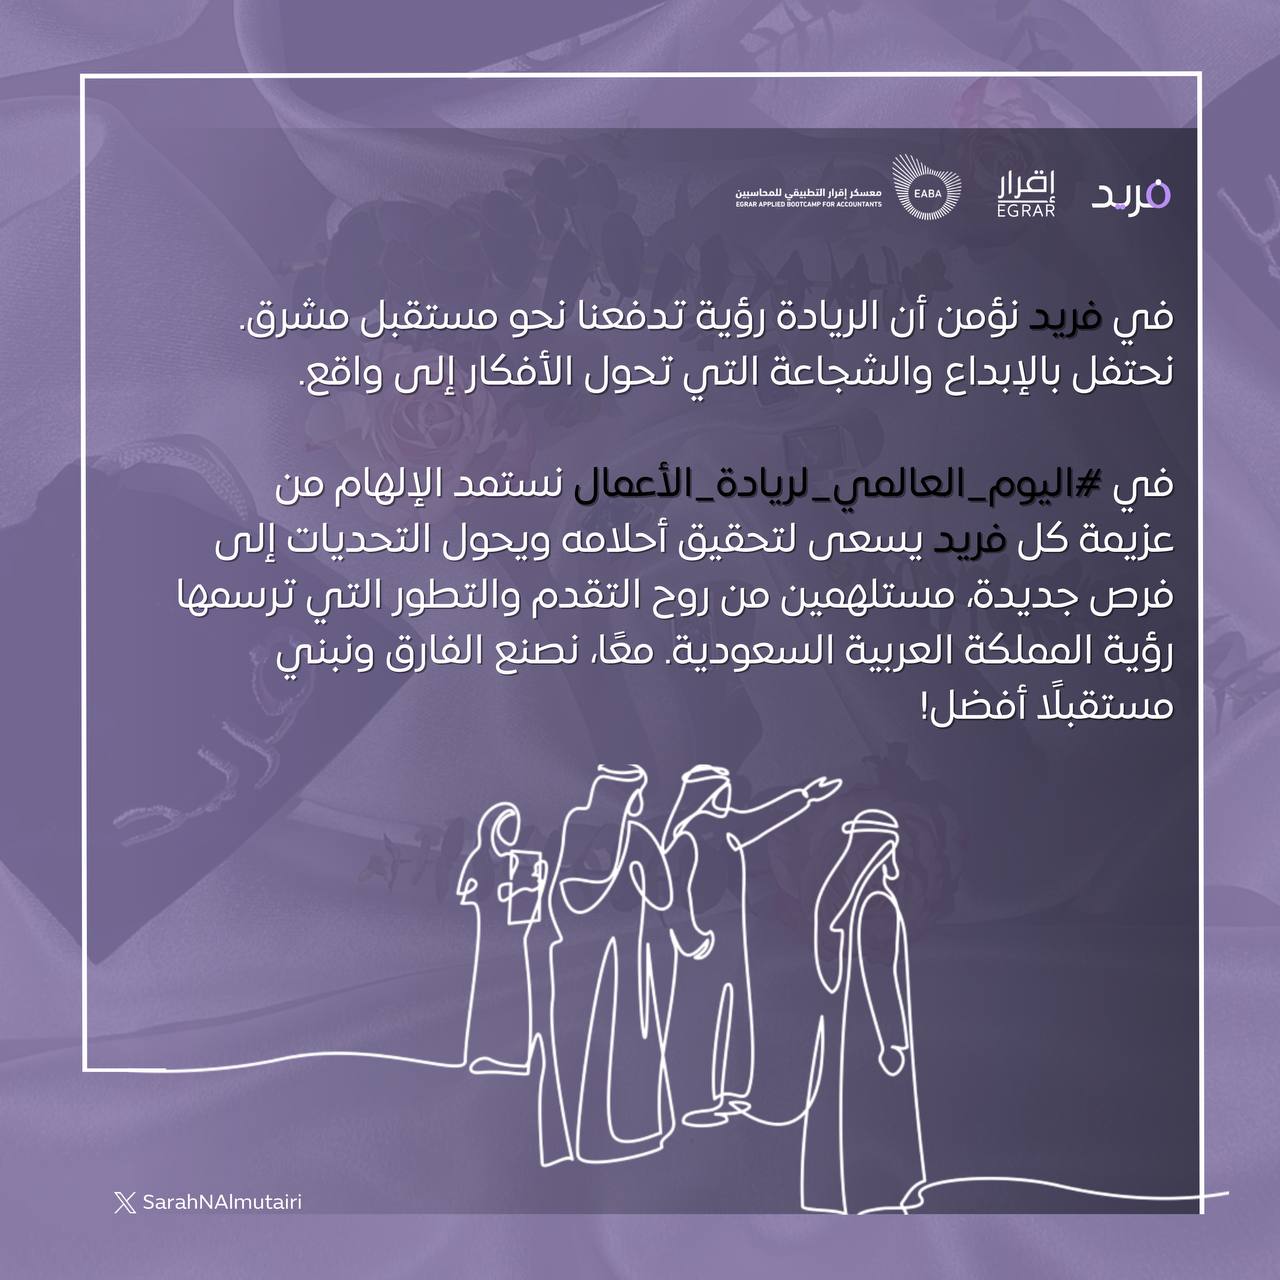 فريد
إقرار
EGRAR
EABA
معسكر إقرار التطبيقي للمحاسبين
EGRAR APPLIED BOOTCAMP FOR ACCOUNTANTS
في فريد نؤمن أن الريادة رؤية تدفعنا نحو مستقبل مشرق.
نحتفل بالإبداع والشجاعة التي تحول الأفكار إلى واقع.
في #اليوم_العالمي_لريادة_الأعمال نستمد الإلهام من
عزيمة كل فريد يسعى لتحقيق أحلامه ويحول التحديات إلى
فرص جديدة، مستلهمين من روح التقدم والتطور التي ترسمها
رؤية المملكة العربية السعودية. معًا، نصنع الفارق ونبني
مستقبلًا أفضل!
SarahNAlmutairi